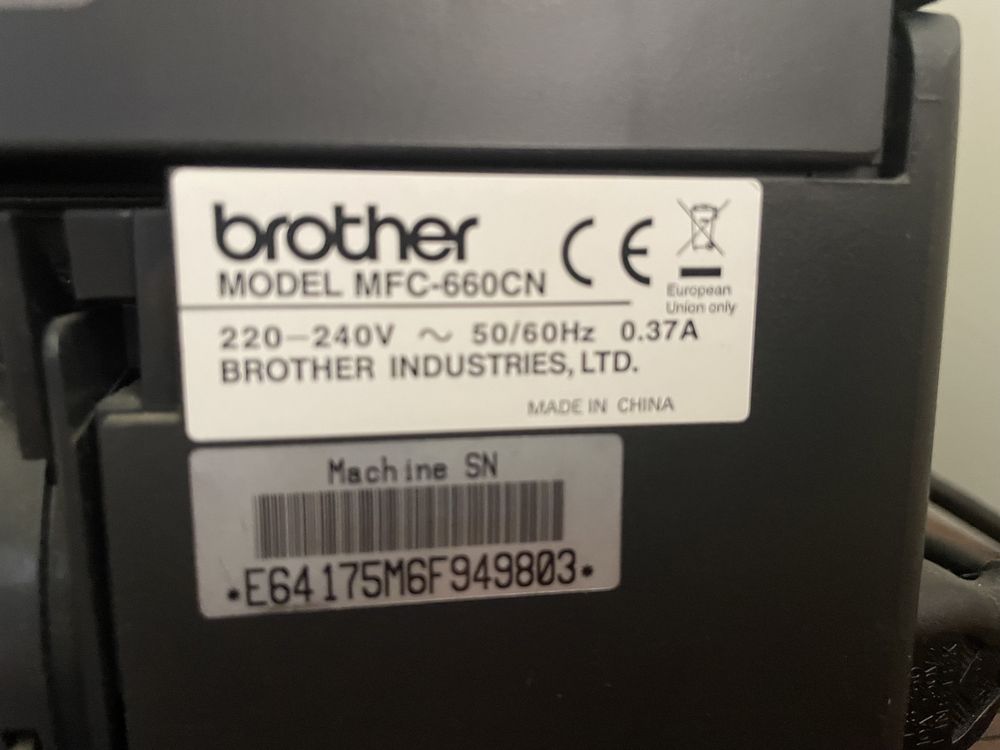 brother
MODEL MFC-660CN
CE
European
Union only
220-240V ~ 50/60Hz 0.37A
BROTHER INDUSTRIES, LTD.
MADE IN CHINA
Machine SN
*E64175M6F949803*